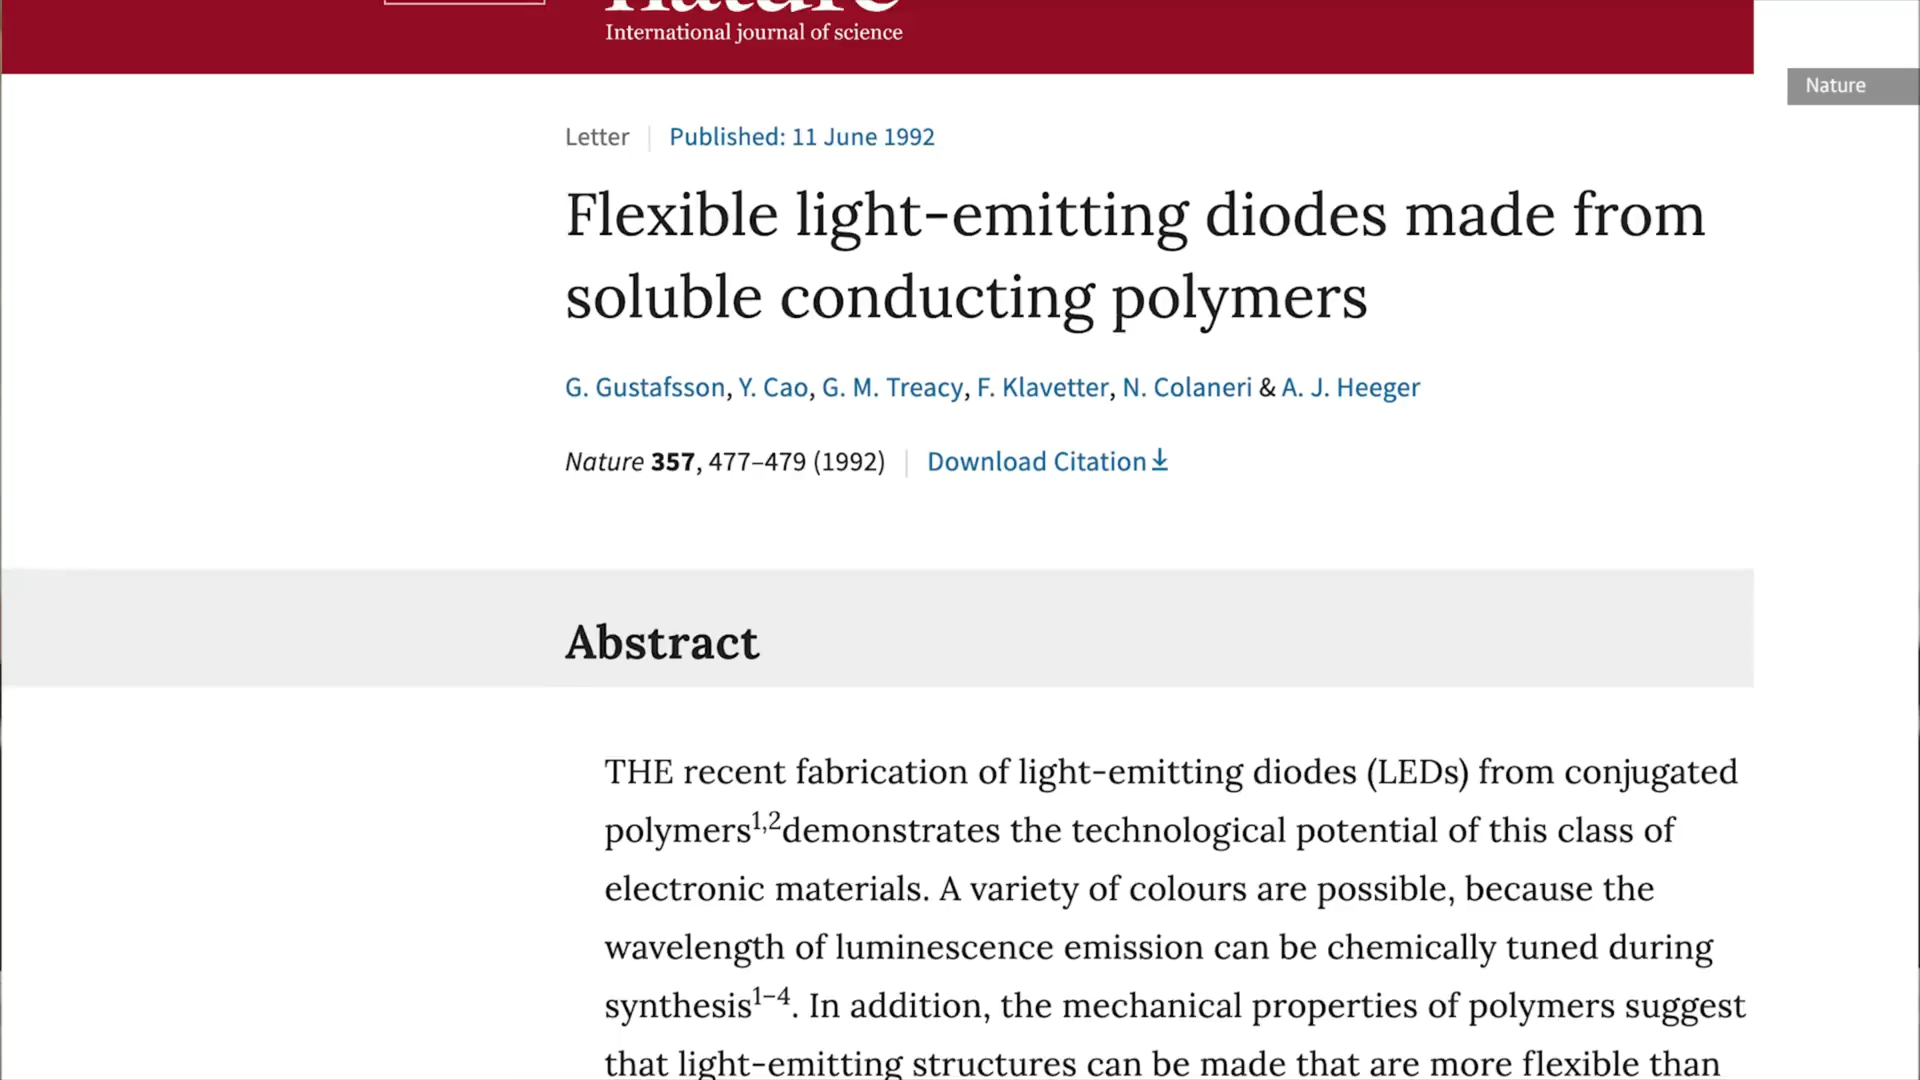 nature
International journal of science
Nature
Letter | Published: 11 June 1992
Flexible light-emitting diodes made from
soluble conducting polymers
G. Gustafsson, Y. Cao, G. M. Treacy, F. Klavetter, N. Colaneri & A. J. Heeger
Nature 357, 477–479 (1992) | Download Citation
Abstract
THE recent fabrication of light-emitting diodes (LEDs) from conjugated
polymers1,2demonstrates the technological potential of this class of
electronic materials. A variety of colours are possible, because the
wavelength of luminescence emission can be chemically tuned during
synthesis1–4. In addition, the mechanical properties of polymers suggest
that light-emitting structures can be made that are more flexible than